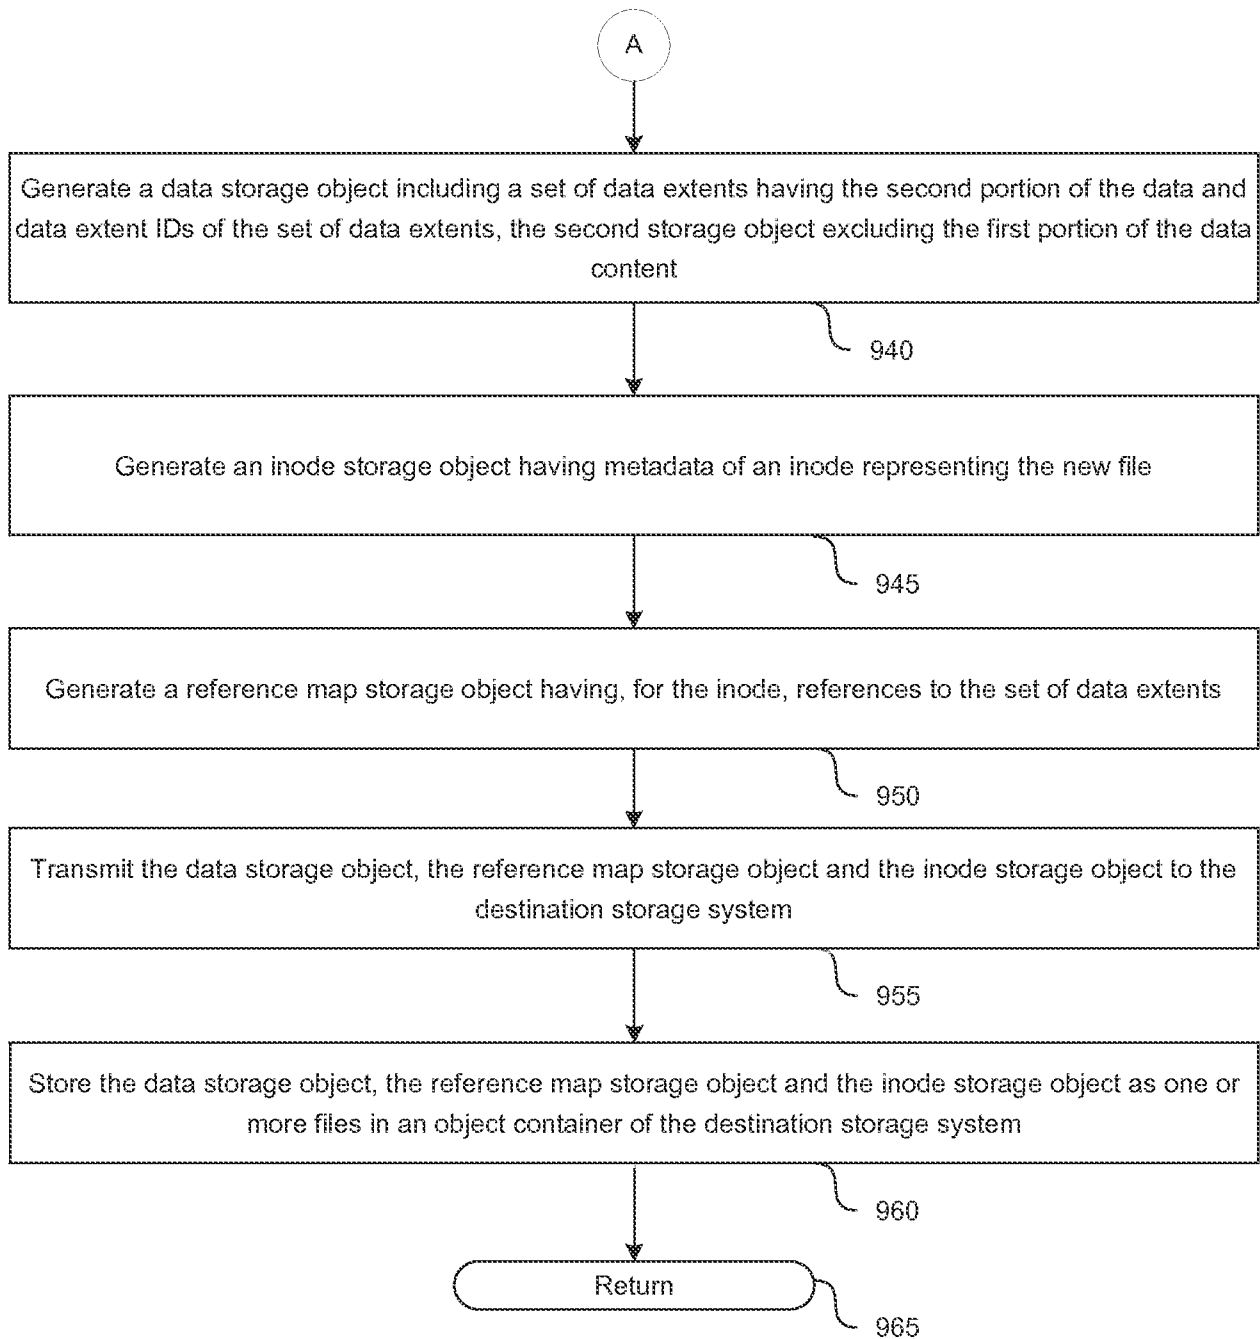 A
Generate a data storage object including a set of data extents having the second portion of the data and
data extent IDs of the set of data extents, the second storage object excluding the first portion of the data
content
940
Generate an inode storage object having metadata of an inode representing the new file
945
Generate a reference map storage object having, for the inode, references to the set of data extents
950
Transmit the data storage object, the reference map storage object and the inode storage object to the
destination storage system
955
Store the data storage object, the reference map storage object and the inode storage object as one or
more files in an object container of the destination storage system
960
Return
965